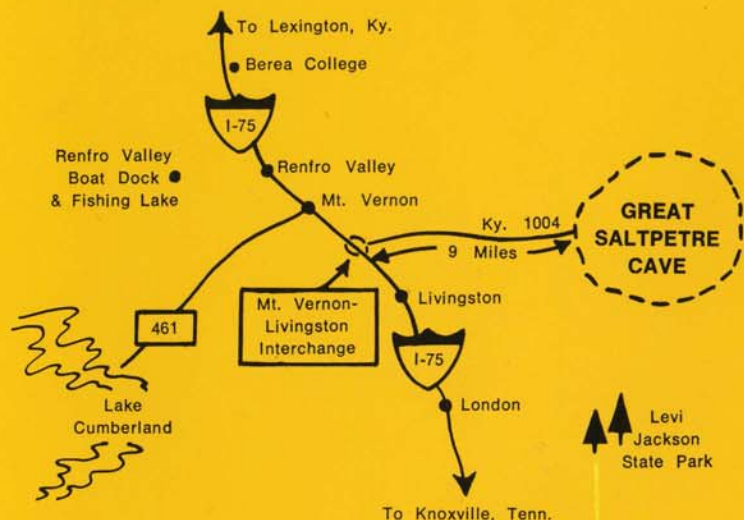 To Lexington, Ky.
Berea College
I-75
Renfro Valley
Boat Dock
& Fishing Lake
Renfro Valley
Mt. Vernon
Ky. 1004
9 Miles
GREAT
SALTPETRE
CAVE
461
Mt. Vernon-
Livingston
Interchange
Livingston
I-75
Lake
Cumberland
London
Levi
Jackson
State Park
To Knoxville, Tenn.